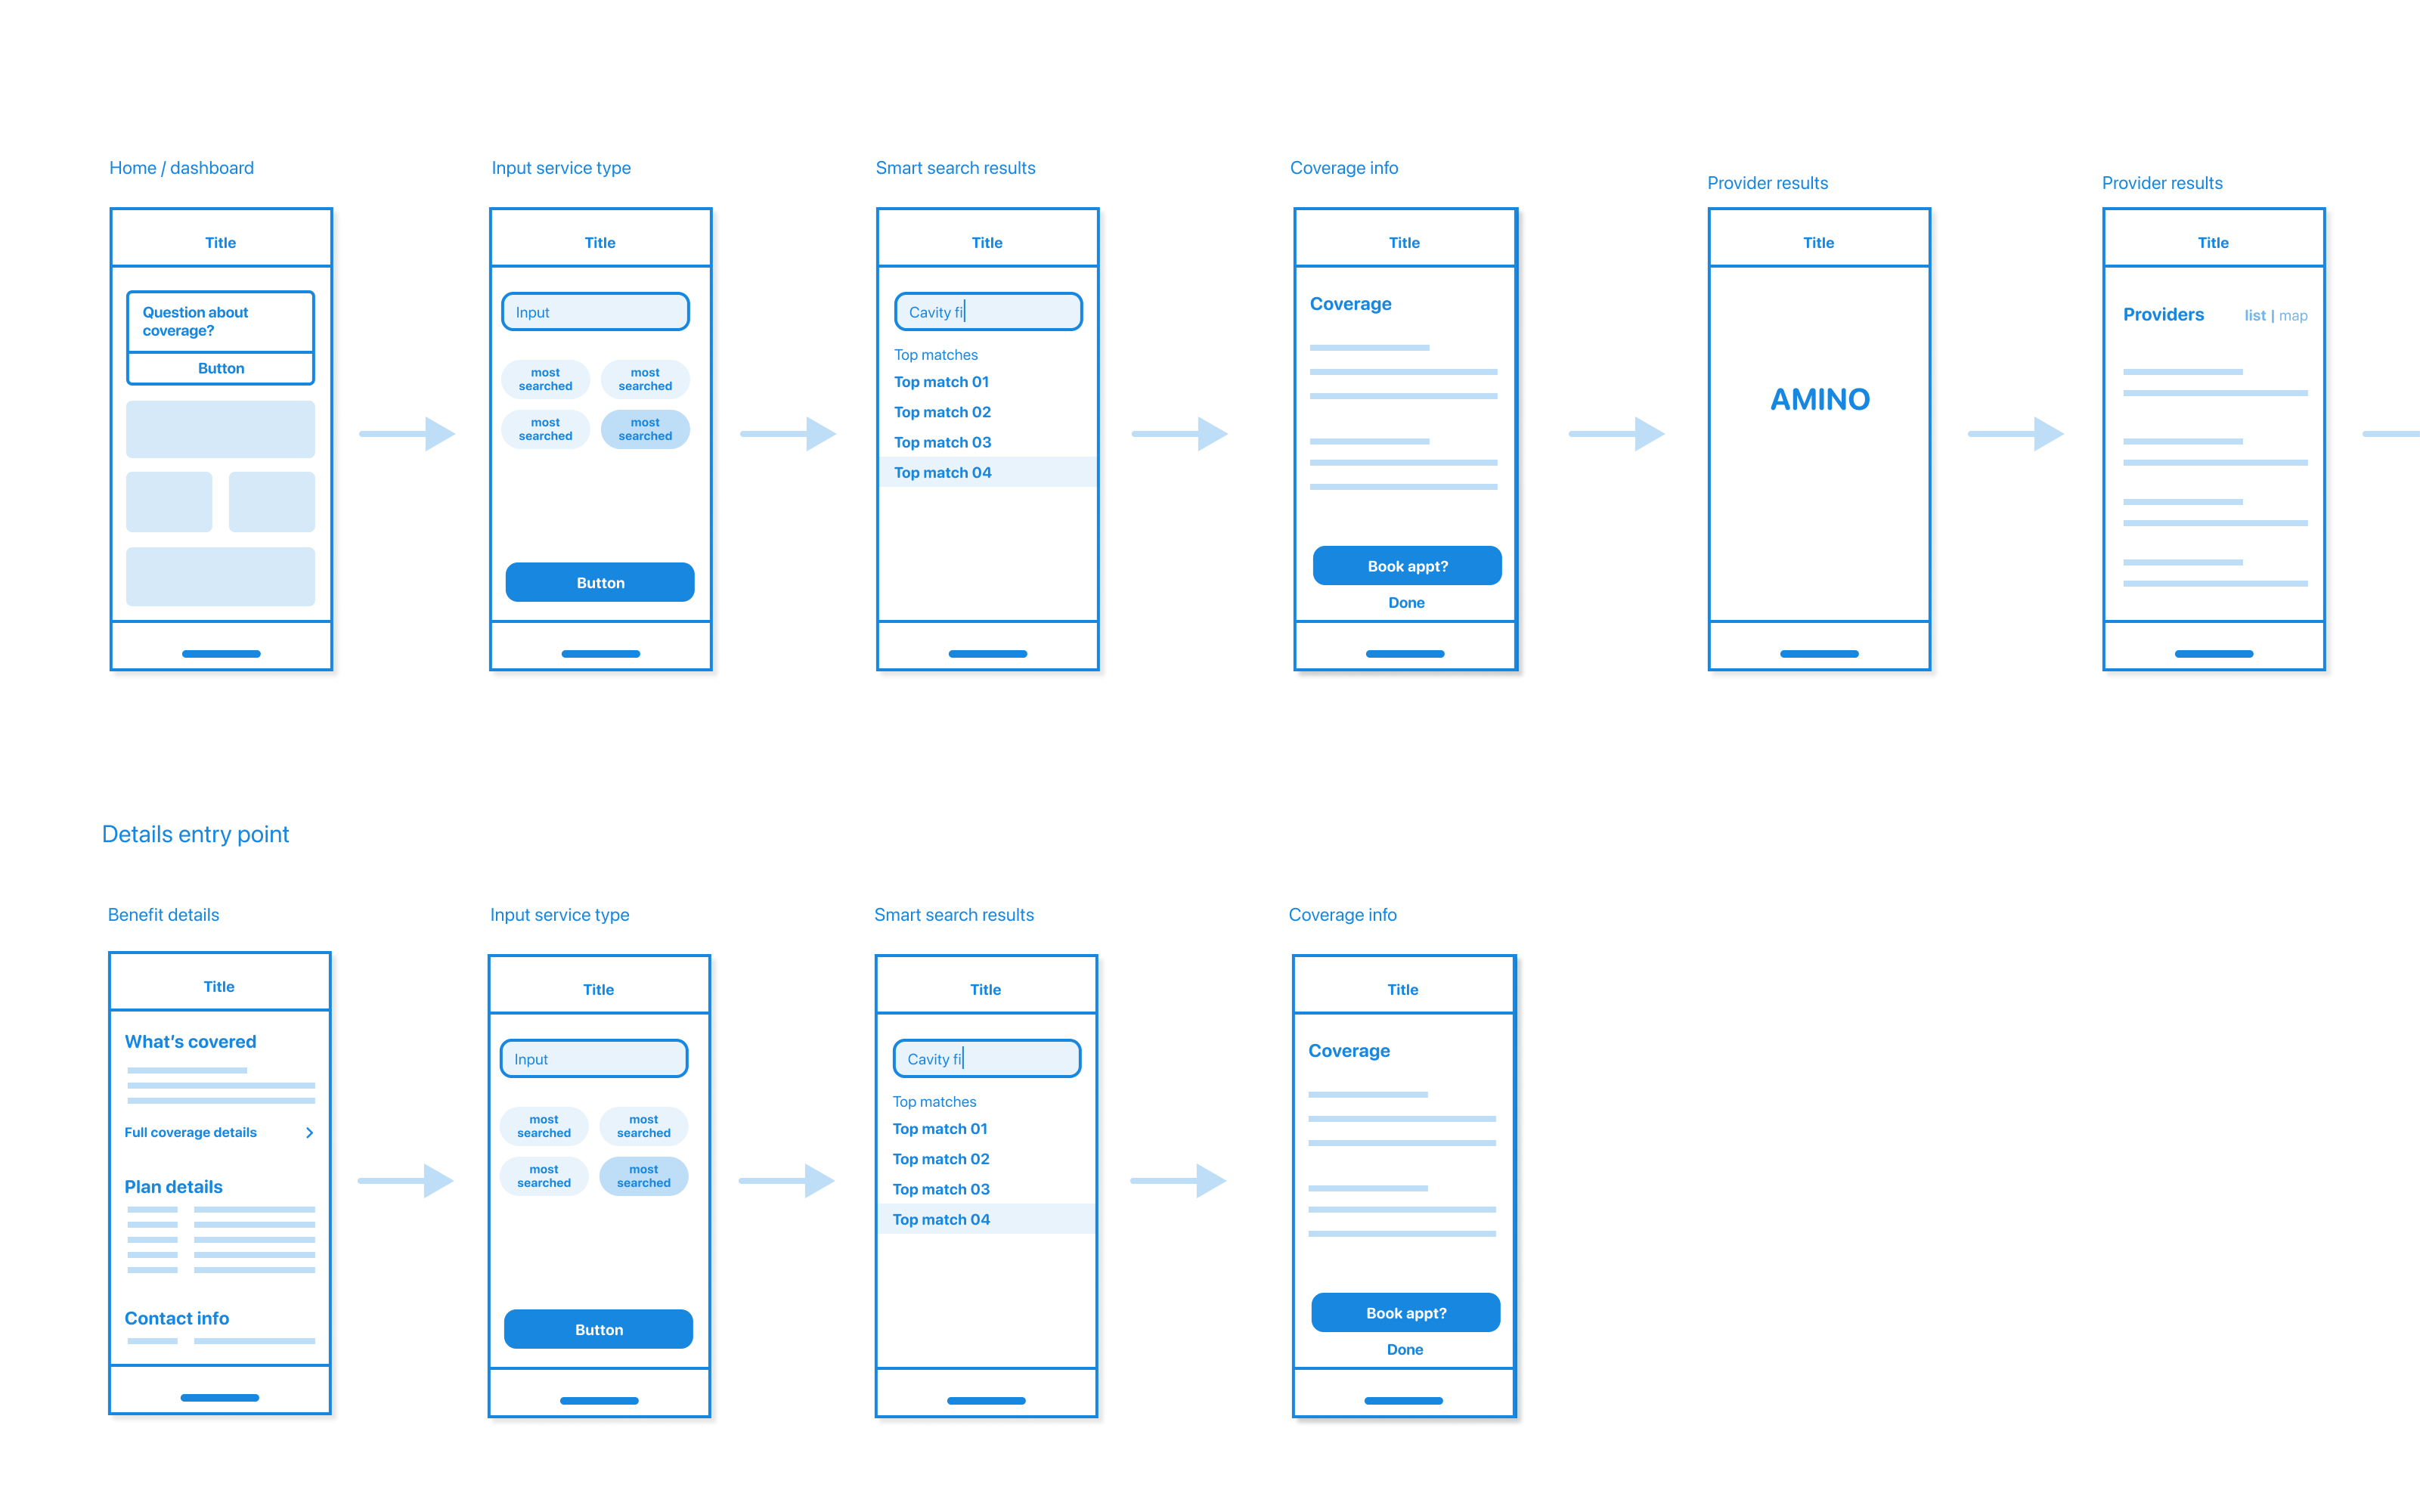 Home / dashboard
Title
Question about
coverage?
Button
Input service type
Title
Input
most
searched
most
searched
most
searched
most
searched
Button
Smart search results
Title
Cavity fi
Top matches
Top match 01
Top match 02
Top match 03
Top match 04
Coverage info
Title
Coverage
Book appt?
Done
Provider results
Title
AMINO
Provider results
Title
Providers
list | map
Details entry point
Benefit details
Title
What's covered
Full coverage details
Plan details
Contact info
Input service type
Title
Input
most
searched
most
searched
most
searched
most
searched
Button
Smart search results
Title
Cavity fi
Top matches
Top match 01
Top match 02
Top match 03
Top match 04
Coverage info
Title
Coverage
Book appt?
Done